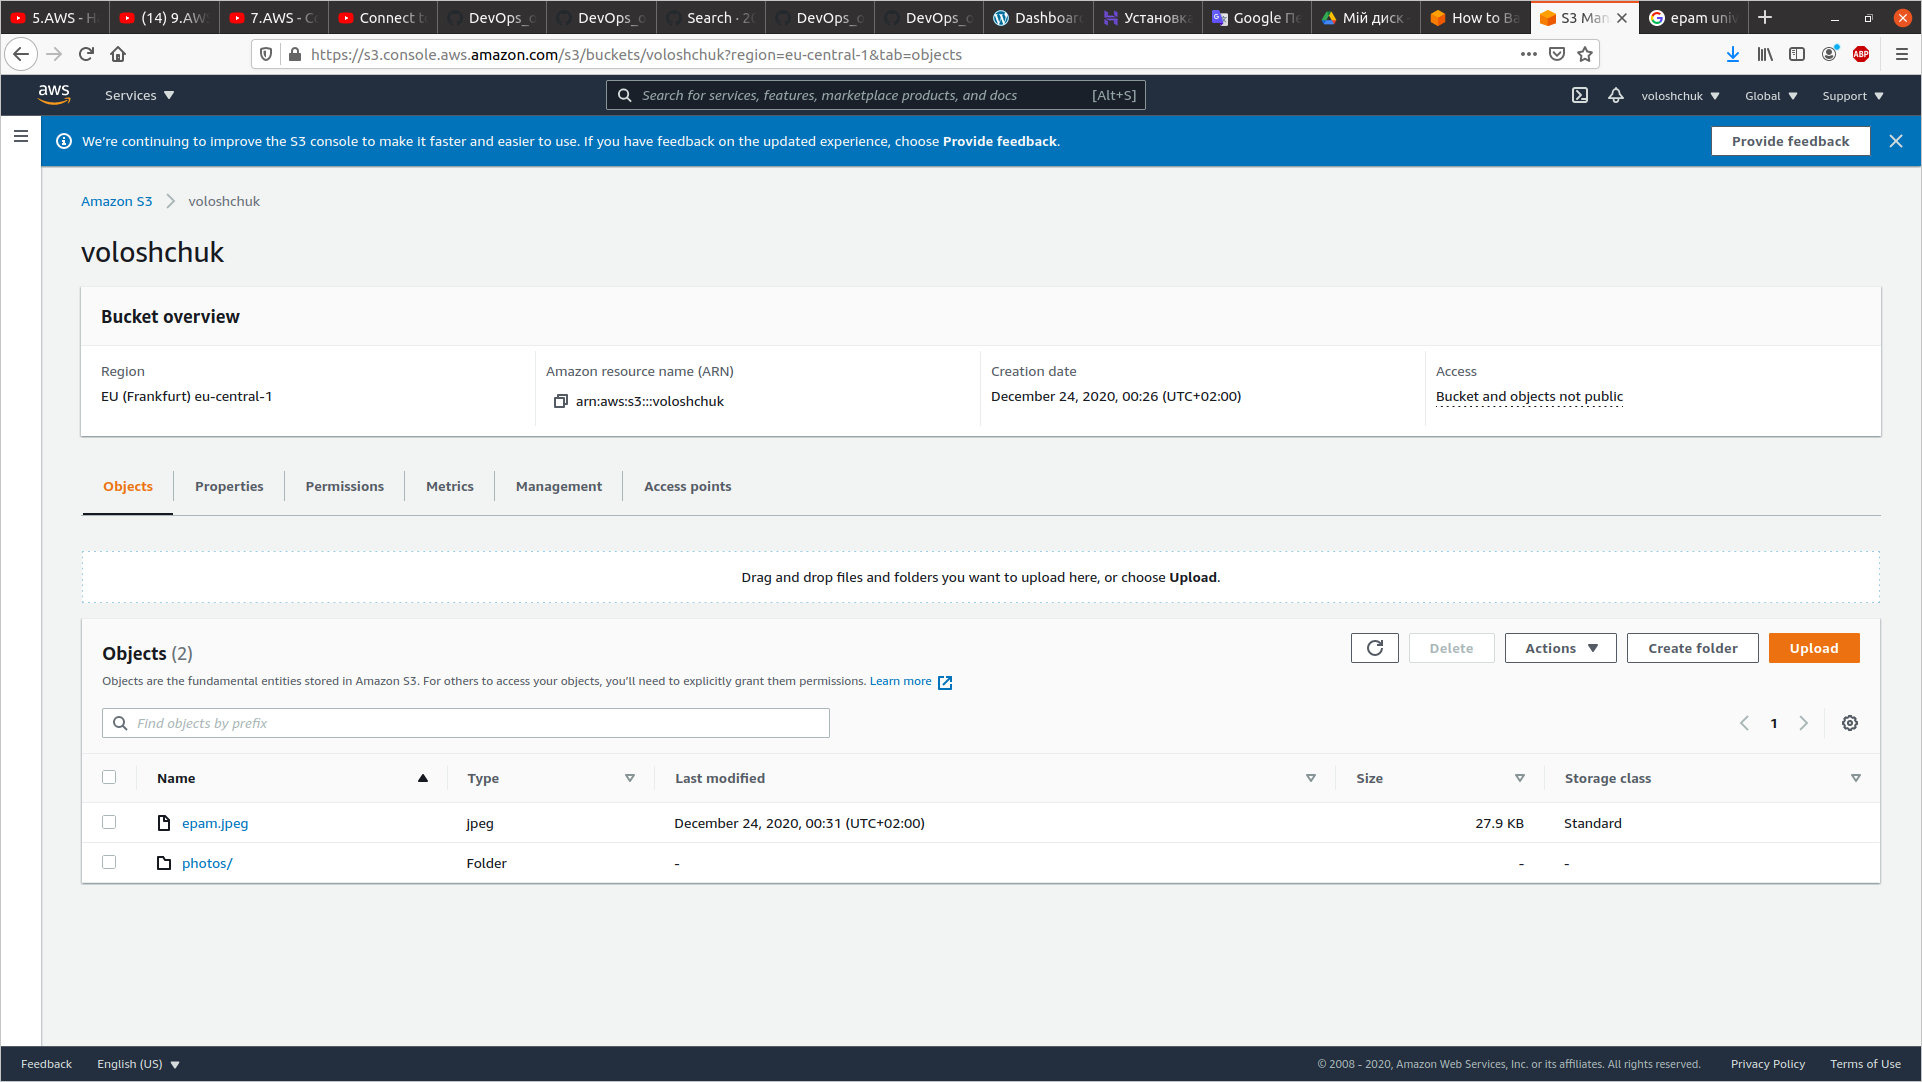 5.AWS - H
(14) 9.AW
7.AWS - C
Connect t
DevOps_o
DevOps_o
Search · 20
DevOps_o
DevOps_o
Dashboar
Установка
Google Пе
Мій диск
How to Ba
S3 Man
epam univ
https://s3.console.aws.amazon.com/s3/buckets/voloshchuk?region=eu-central-1&tab=objects
ABP
aws
Services
Search for services, features, marketplace products, and docs [Alt+S]
voloshchuk
Global
Support
We're continuing to improve the S3 console to make it faster and easier to use. If you have feedback on the updated experience, choose Provide feedback.
Provide feedback
Amazon S3
voloshchuk
voloshchuk
Bucket overview
Region
EU (Frankfurt) eu-central-1
Amazon resource name (ARN)
arn:aws:s3:::voloshchuk
Creation date
December 24, 2020, 00:26 (UTC+02:00)
Access
Bucket and objects not public
Objects
Properties
Permissions
Metrics
Management
Access points
Drag and drop files and folders you want to upload here, or choose Upload.
Objects (2)
Delete
Actions
Create folder
Upload
Objects are the fundamental entities stored in Amazon S3. For others to access your objects, you'll need to explicitly grant them permissions. Learn more
Find objects by prefix
1
Name Type Last modified Size Storage class
epam.jpeg jpeg December 24, 2020, 00:31 (UTC+02:00) 27.9 KB Standard
photos/ Folder - - -
Feedback
English (US)
© 2008 - 2020, Amazon Web Services, Inc. or its affiliates. All rights reserved.
Privacy Policy
Terms of Use